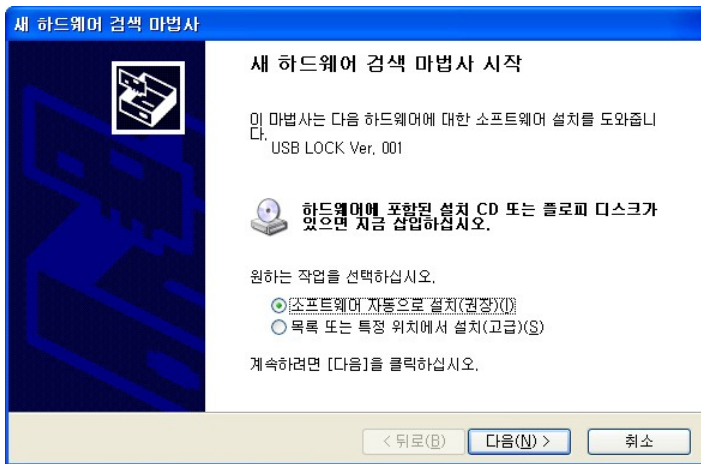 새 하드웨어 검색 마법사
새 하드웨어 검색 마법사 시작
이 마법사는 다음 하드웨어에 대한 소프트웨어 설치를 도와줍니
다.
USB LOCK Ver, 001
하드웨어에 포함된 설치 CD 또는 플로피 디스크가
있으면 지금 삽입하십시오.
원하는 작업을 선택하십시오.
소프트웨어 자동으로 설치(권장)(I)
목록 또는 특정 위치에서 설치(고급)(S)
계속하려면 [다음]을 클릭하십시오.
< 뒤로(B) 다음(N) > 취소